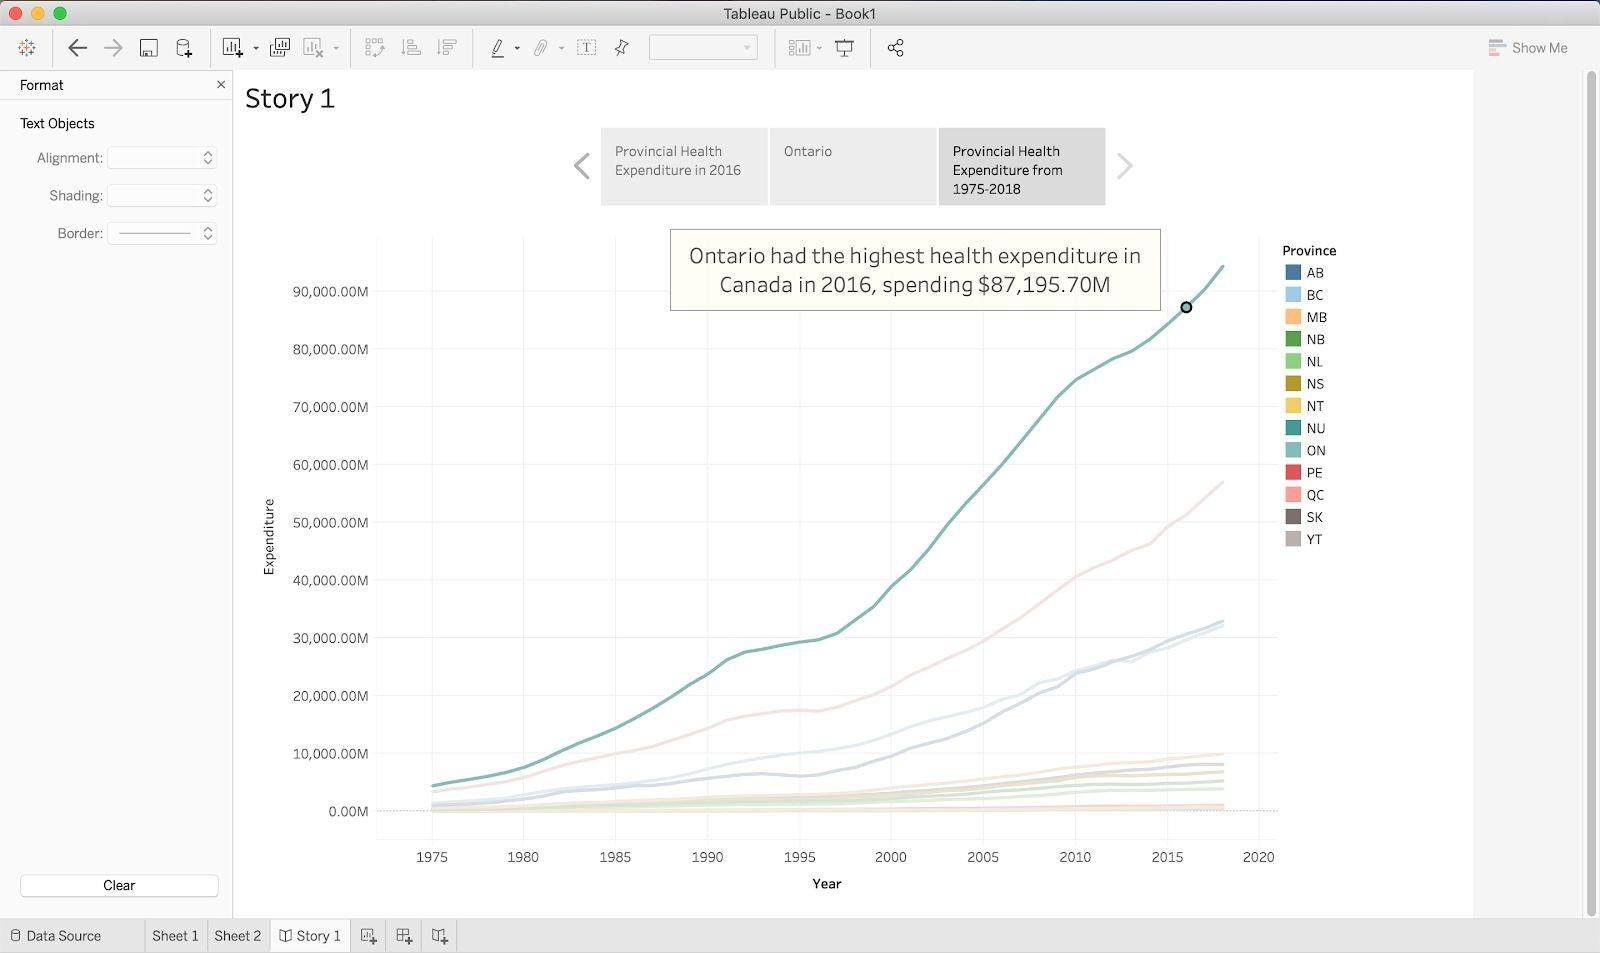 Tableau Public - Book1
Show Me
Format
Text Objects
Alignment:
Shading:
Border:
Clear
Story 1
Provincial Health
Expenditure in 2016
Ontario
Provincial Health
Expenditure from
1975-2018
Ontario had the highest health expenditure in
Canada in 2016, spending $87,195.70M
90,000.00M
80,000.00M
70,000.00M
60,000.00M
50,000.00M
40,000.00M
30,000.00M
20,000.00M
10,000.00M
0.00M
Expenditure
1975 1980 1985 1990 1995 2000 2005 2010 2015 2020
Year
Province
AB
BC
MB
NB
NL
NS
NT
NU
ON
PE
QC
SK
YT
Data Source Sheet 1 Sheet 2 Story 1